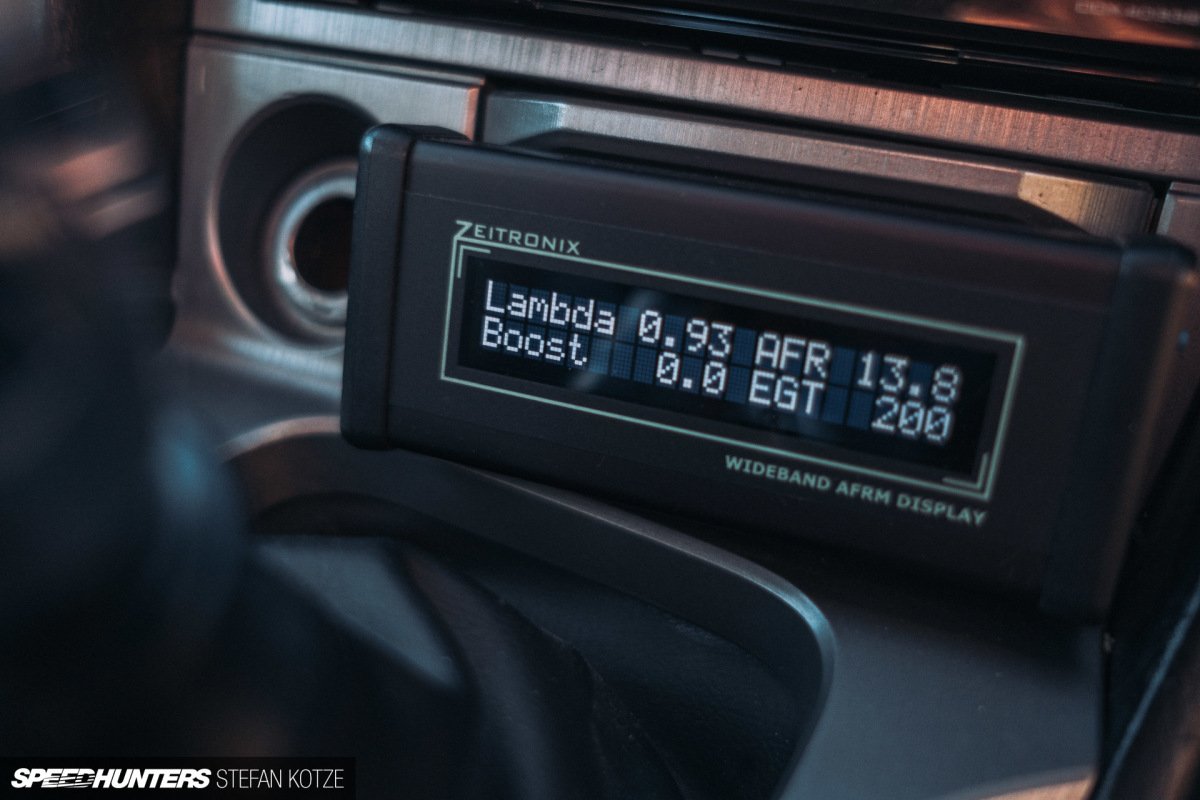 ZEITRONIX
Lambda 0.93 AFR 13.8
Boost 0.0 EGT 200
WIDEBAND AFRM DISPLAY
SPEEDHUNTERS STEFAN KOTZE